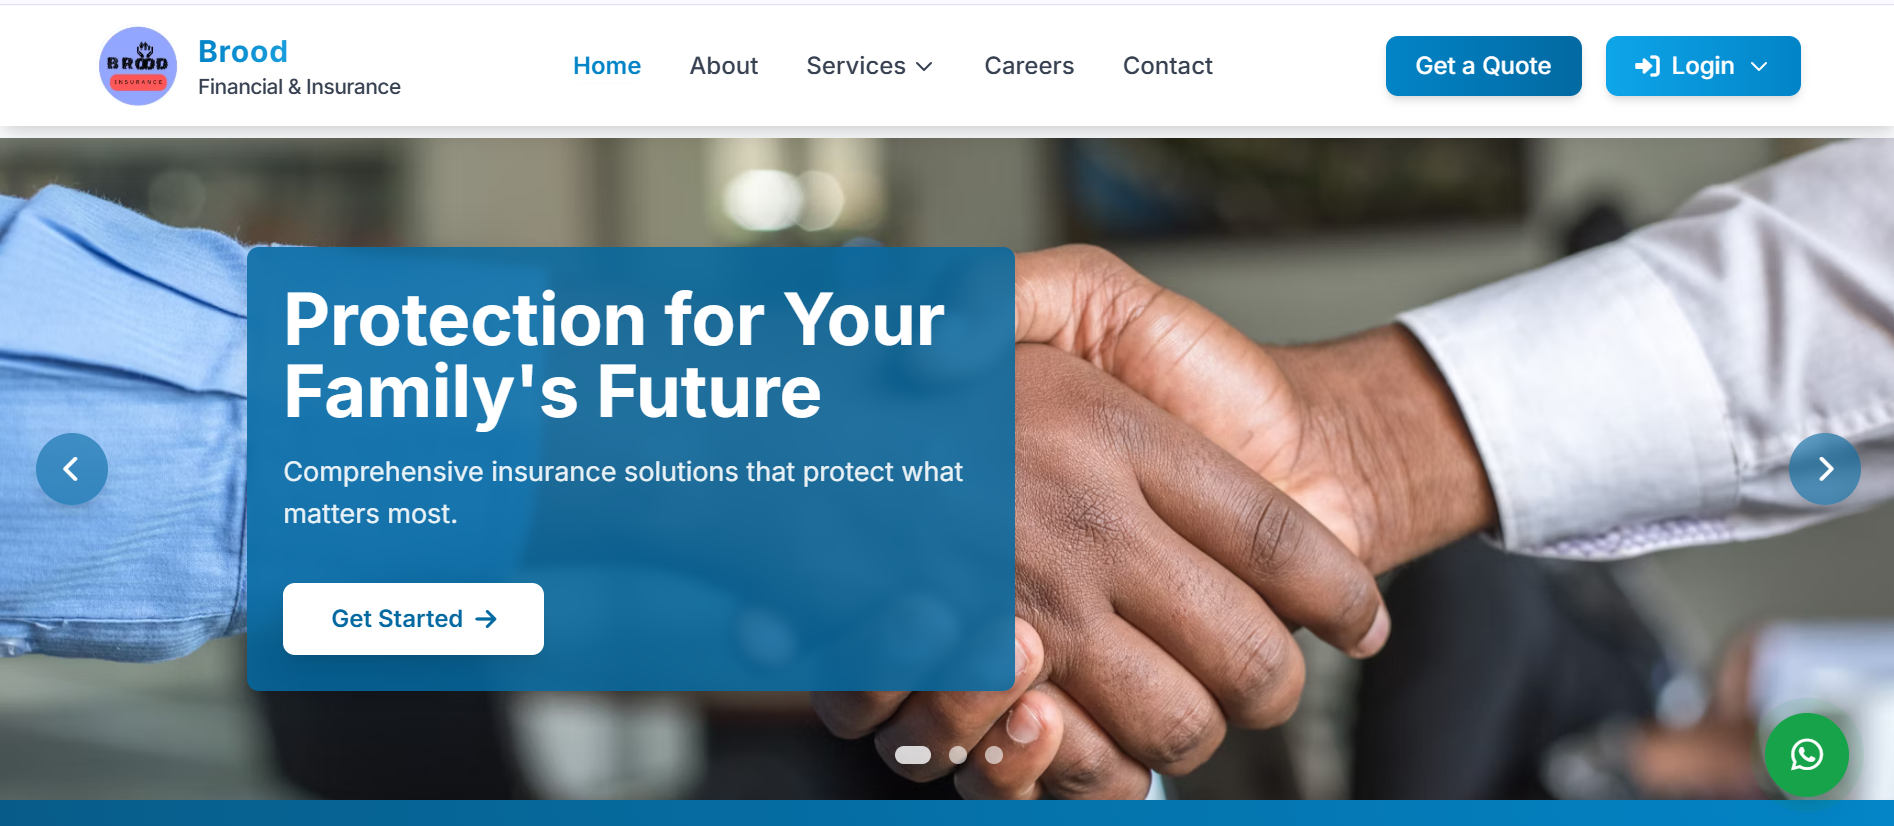 BROOD
INSURANCE
Brood
Financial & Insurance
Home
About
Services
Careers
Contact
Get a Quote
Login
Protection for Your
Family's Future
Comprehensive insurance solutions that protect what
matters most.
Get Started